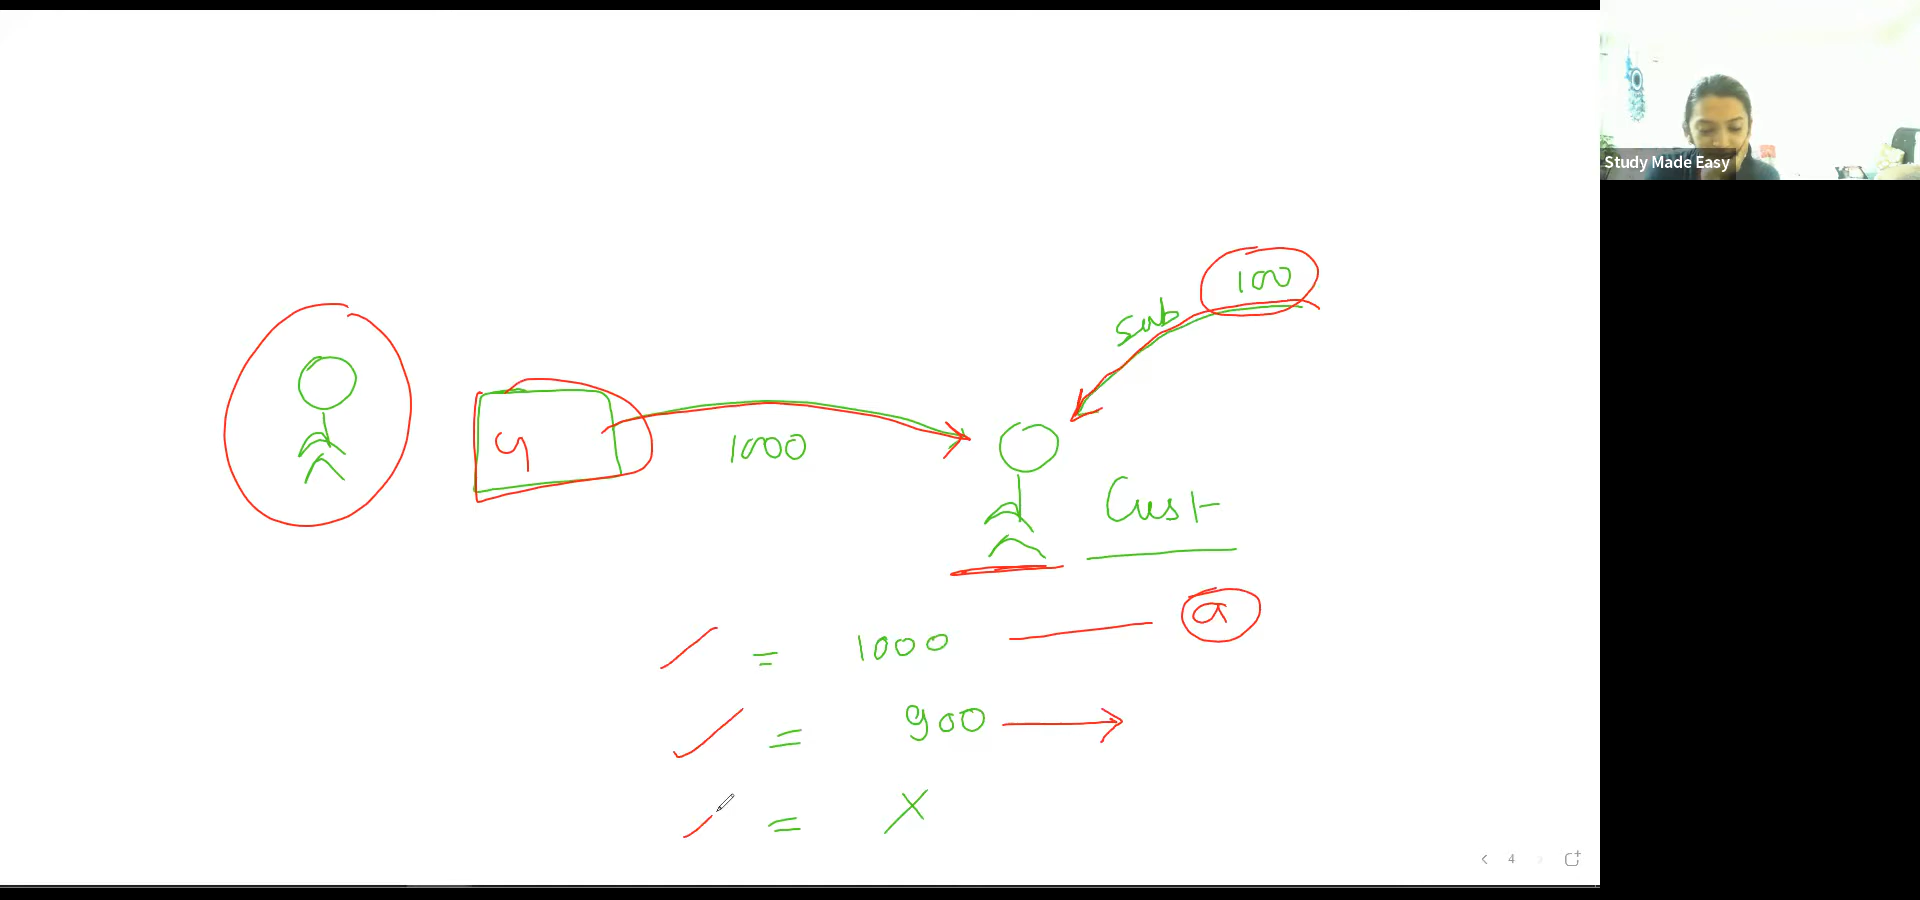 Study Made Easy
100
Sub
G
1000
Cust
= 1000 a
= 900
= X
4